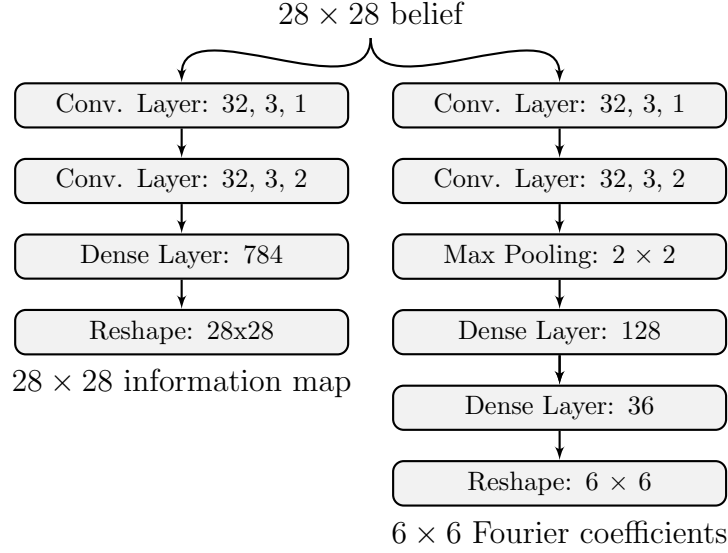 28 × 28 belief
Conv. Layer: 32, 3, 1
Conv. Layer: 32, 3, 2
Dense Layer: 784
Reshape: 28x28
28 × 28 information map
Conv. Layer: 32, 3, 1
Conv. Layer: 32, 3, 2
Max Pooling: 2 × 2
Dense Layer: 128
Dense Layer: 36
Reshape: 6 × 6
6 × 6 Fourier coefficients